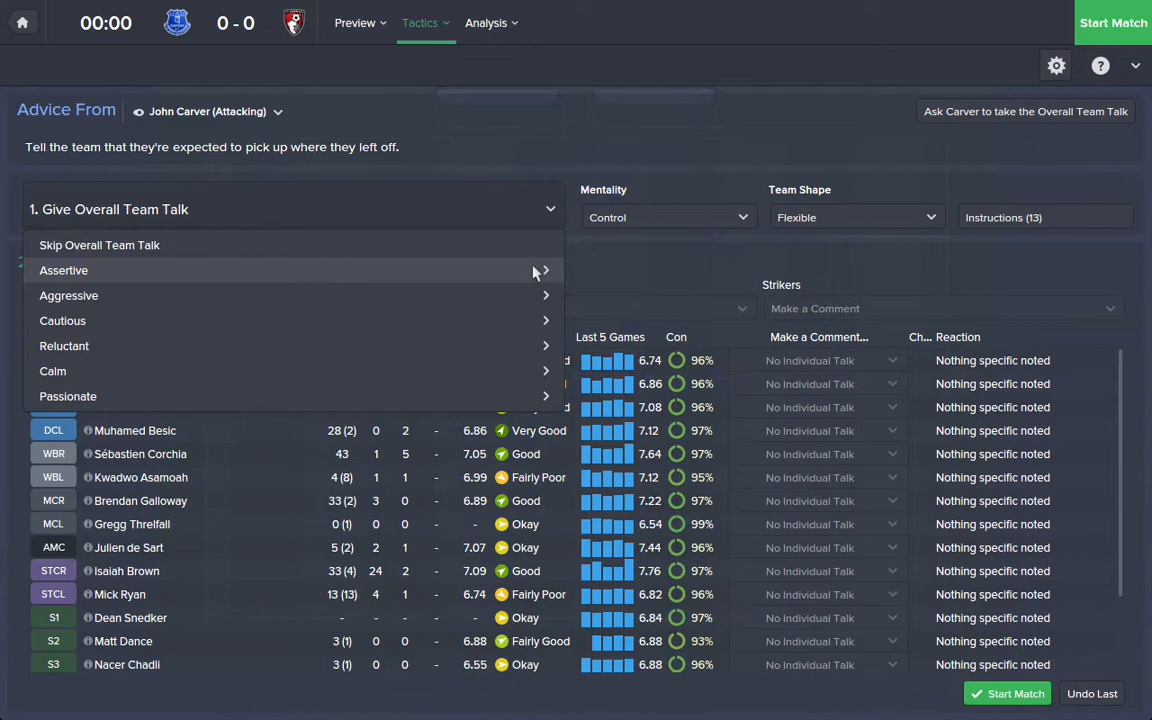 00:00 0 - 0 Preview Tactics Analysis Start Match
Advice From John Carver (Attacking) Ask Carver to take the Overall Team Talk
Tell the team that they're expected to pick up where they left off.
Mentality Team Shape
1. Give Overall Team Talk Control Flexible Instructions (13)
Skip Overall Team Talk
Assertive
Strikers
Aggressive Make a Comment
Cautious
Last 5 Games Con Make a Comment... Ch... Reaction
Reluctant
6.74 96% No Individual Talk Nothing specific noted
Calm
6.86 96% No Individual Talk Nothing specific noted
Passionate
7.08 96% No Individual Talk Nothing specific noted
DCL Muhamed Besic 28 (2) 0 2 - 6.86 Very Good 7.12 97% No Individual Talk Nothing specific noted
WBR Sébastien Corchia 43 1 5 - 7.05 Good 7.64 97% No Individual Talk Nothing specific noted
WBL Kwadwo Asamoah 4 (8) 1 1 - 6.99 Fairly Poor 7.12 95% No Individual Talk Nothing specific noted
MCR Brendan Galloway 33 (2) 3 0 - 6.89 Good 7.22 97% No Individual Talk Nothing specific noted
MCL Gregg Threlfall 0 (1) 0 0 - - Okay 6.54 99% No Individual Talk Nothing specific noted
AMC Julien de Sart 5 (2) 2 1 - 7.07 Okay 7.44 96% No Individual Talk Nothing specific noted
STCR Isaiah Brown 33 (4) 24 2 - 7.09 Good 7.76 97% No Individual Talk Nothing specific noted
STCL Mick Ryan 13 (13) 4 1 - 6.74 Fairly Poor 6.82 96% No Individual Talk Nothing specific noted
S1 Dean Snedker - - - - - Okay 6.84 97% No Individual Talk Nothing specific noted
S2 Matt Dance 3 (1) 0 0 - 6.88 Fairly Good 6.88 93% No Individual Talk Nothing specific noted
S3 Nacer Chadli 3 (1) 0 0 - 6.55 Okay 6.88 96% No Individual Talk Nothing specific noted
Start Match Undo Last